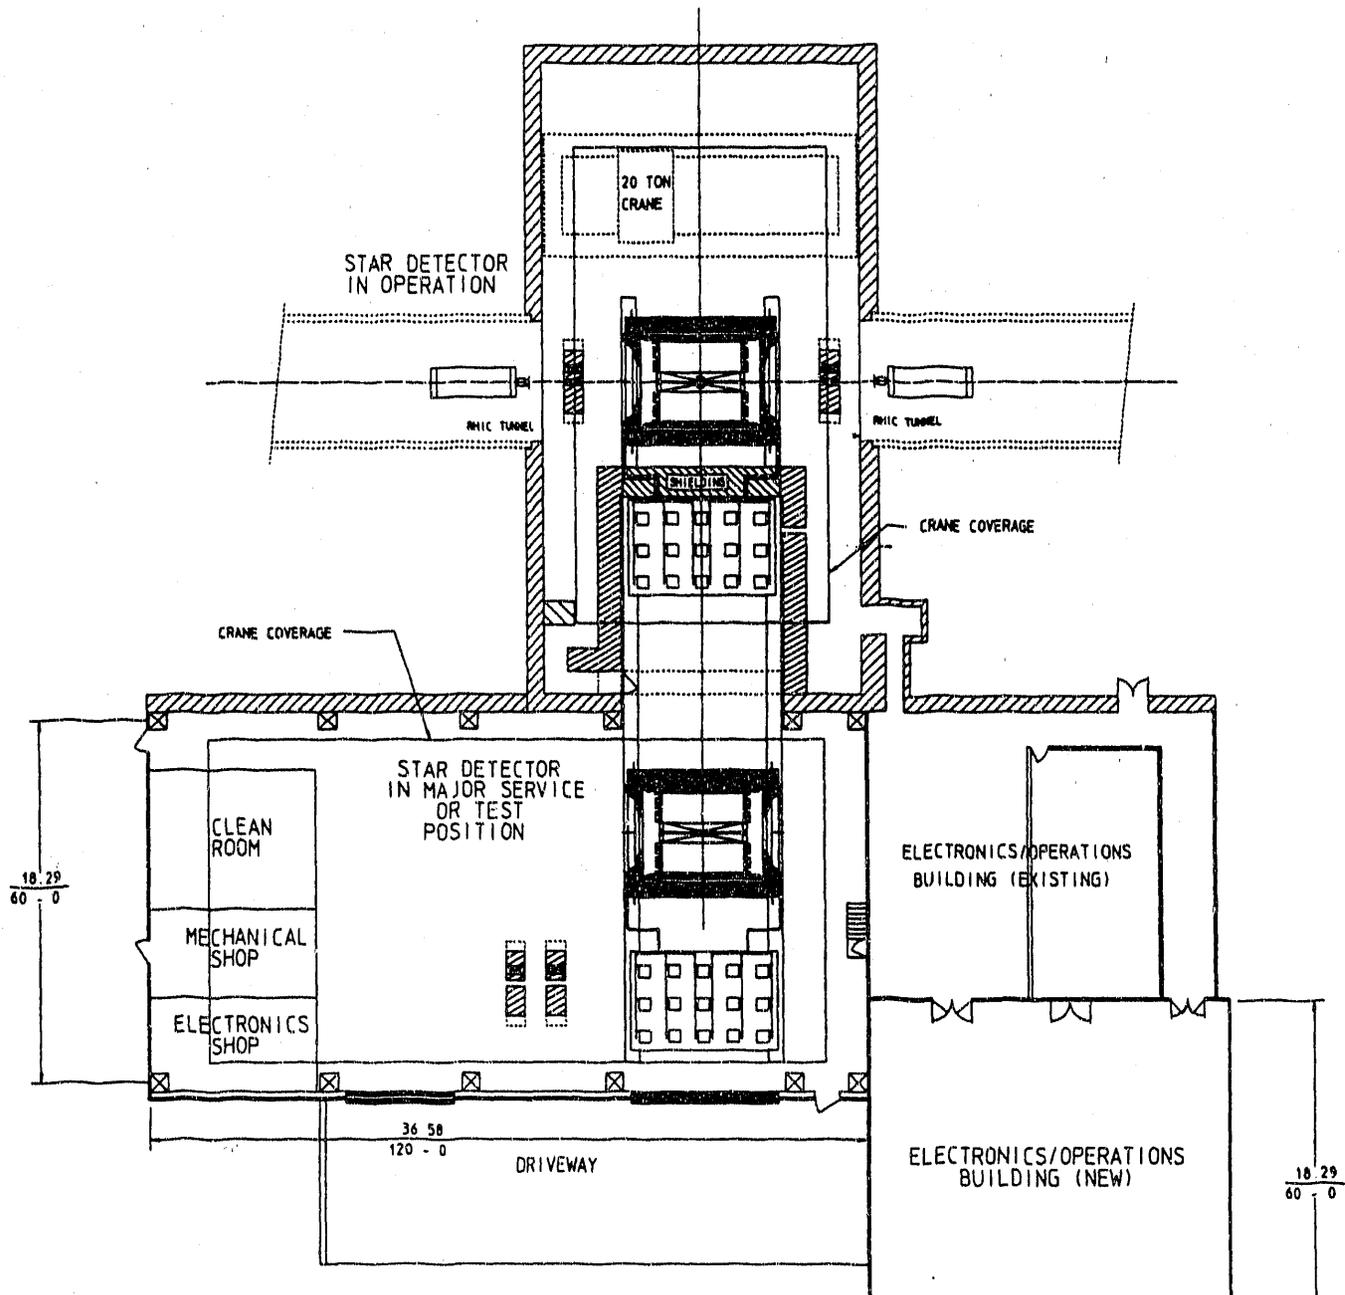 20 TON
CRANE
STAR DETECTOR
IN OPERATION
RHIC TUNNEL
RHIC TUNNEL
SHIELDING
CRANE COVERAGE
CRANE COVERAGE
STAR DETECTOR
IN MAJOR SERVICE
OR TEST
POSITION
CLEAN
ROOM
ELECTRONICS/OPERATIONS
BUILDING (EXISTING)
18.29
60 - 0
MECHANICAL
SHOP
ELECTRONICS
SHOP
36 58
120 - 0
DRIVEWAY
ELECTRONICS/OPERATIONS
BUILDING (NEW)
18.29
60 - 0